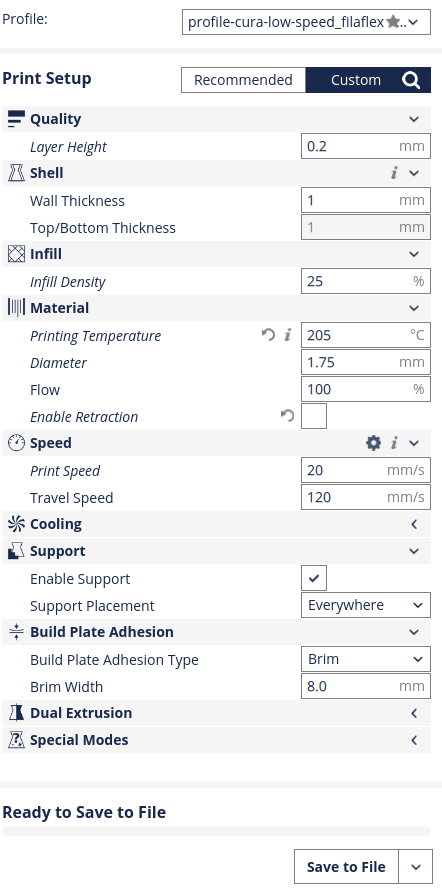 Profile: profile-cura-low-speed_filaflex ...
Print Setup Recommended Custom
Quality
Layer Height 0.2 mm
Shell i
Wall Thickness 1 mm
Top/Bottom Thickness 1 mm
Infill
Infill Density 25 %
Material
Printing Temperature i 205 °C
Diameter 1.75 mm
Flow 100 %
Enable Retraction
Speed i
Print Speed 20 mm/s
Travel Speed 120 mm/s
Cooling
Support
Enable Support
Support Placement Everywhere
Build Plate Adhesion
Build Plate Adhesion Type Brim
Brim Width 8.0 mm
Dual Extrusion
Special Modes
Ready to Save to File
Save to File